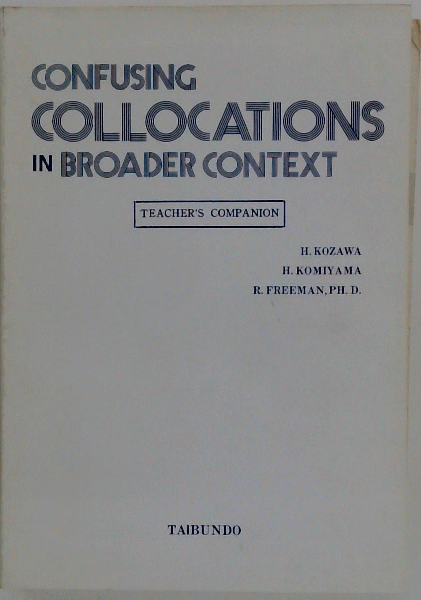 CONFUSING
COLLOCATIONS
IN BROADER CONTEXT
TEACHER'S COMPANION
H. KOZAWA
H. KOMIYAMA
R. FREEMAN, PH. D.
TAIBUNDO